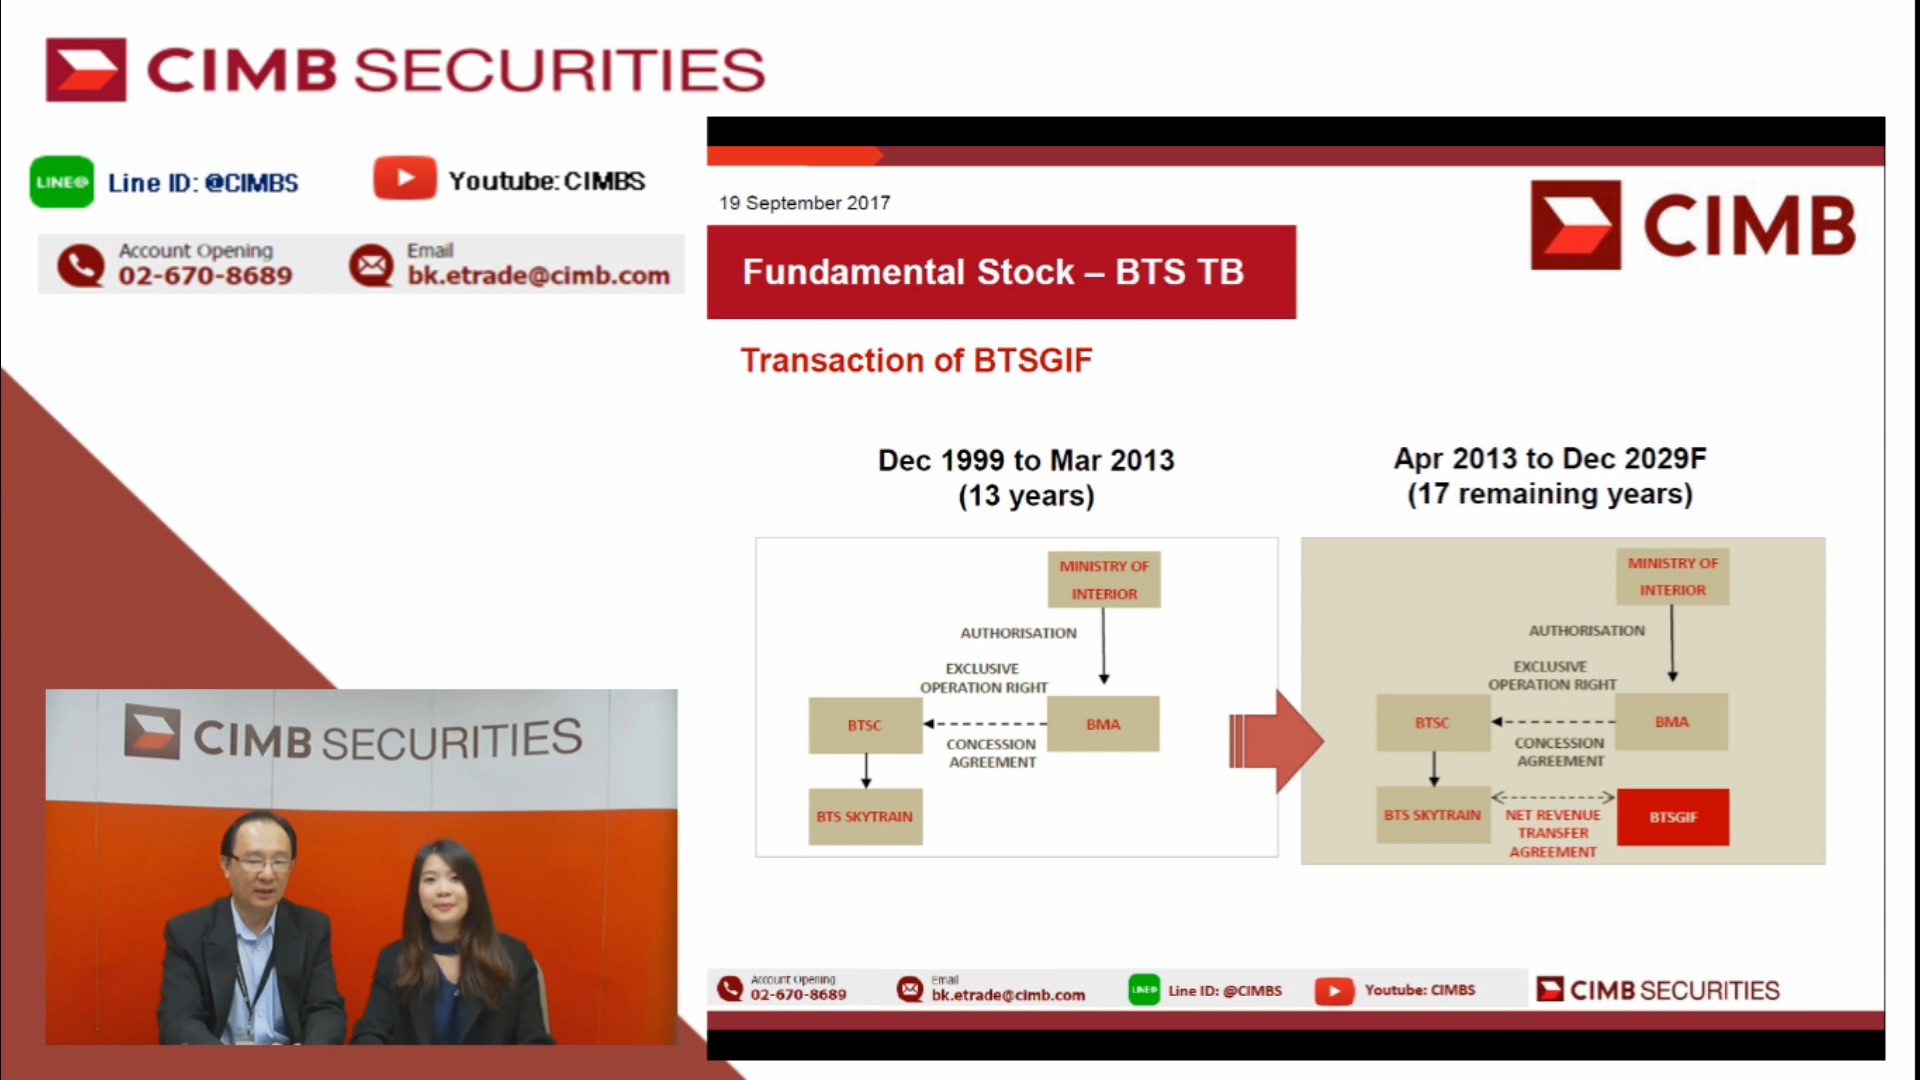 CIMB SECURITIES
LINE@
Line ID: @CIMBS
Youtube: CIMBS
Account Opening
02-670-8689
Email
bk.etrade@cimb.com
19 September 2017
CIMB
Fundamental Stock – BTS TB
Transaction of BTSGIF
Dec 1999 to Mar 2013
(13 years)
MINISTRY OF
INTERIOR
AUTHORISATION
EXCLUSIVE
OPERATION RIGHT
BTSC
BMA
CONCESSION
AGREEMENT
BTS SKYTRAIN
Apr 2013 to Dec 2029F
(17 remaining years)
MINISTRY OF
INTERIOR
AUTHORISATION
EXCLUSIVE
OPERATION RIGHT
BTSC
BMA
CONCESSION
AGREEMENT
BTS SKYTRAIN
NET REVENUE
TRANSFER
AGREEMENT
BTSGIF
CIMB SECURITIES
Account Opening
02-670-8689
Email
bk.etrade@cimb.com
LINE@
Line ID: @CIMBS
Youtube: CIMBS
CIMB SECURITIES